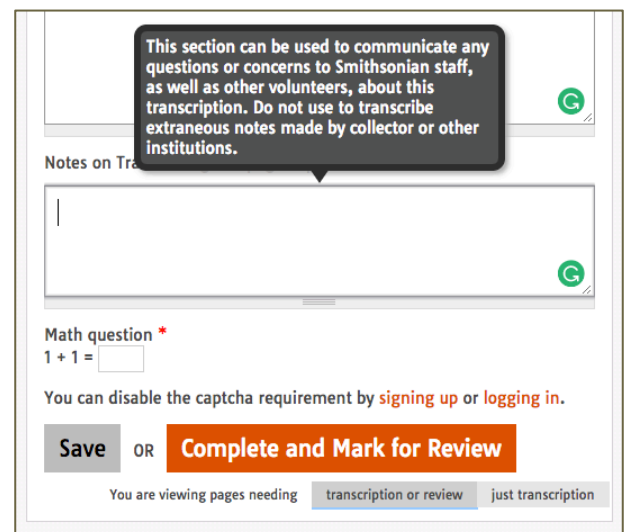 This section can be used to communicate any
questions or concerns to Smithsonian staff,
as well as other volunteers, about this
transcription. Do not use to transcribe
extraneous notes made by collector or other
institutions.
Notes on Tra
Math question *
1 + 1 =
You can disable the captcha requirement by signing up or logging in.
Save OR Complete and Mark for Review
You are viewing pages needing transcription or review just transcription